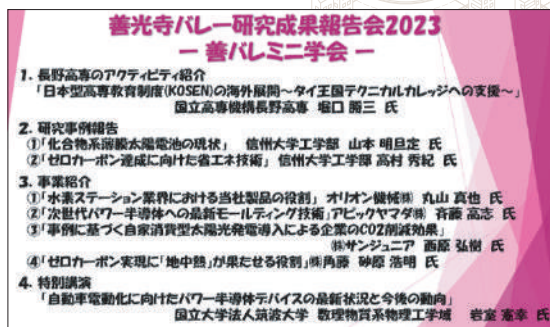 善光寺バレー研究成果報告会2023
― 善バレミニ学会 ―
1. 長野高専のアクティビティ紹介
「日本型高専教育制度(KOSEN)の海外展開～タイ王国テクニカルカレッジへの支援～」
国立高専機構長野高専 堀口 勝三 氏
2. 研究事例報告
①「化合物系薄膜太陽電池の現状」 信州大学工学部 山本 明旦定 氏
②「ゼロカーボン達成に向けた省エネ技術」 信州大学工学部 高村 秀紀 氏
3. 事業紹介
①「水素ステーション業界における当社製品の役割」 オリオン機械㈱ 丸山 真也 氏
②「次世代パワー半導体への最新モールディング技術」アピックヤマダ㈱ 斉藤 高志 氏
③「事例に基づく自家消費型太陽光発電導入による企業のCO2削減効果」
㈱サンジュニア 西原 弘樹 氏
④「ゼロカーボン実現に「地中熱」が果たせる役割」㈱角藤 砂原 浩明 氏
4. 特別講演
「自動車電動化に向けたパワー半導体デバイスの最新状況と今後の動向」
国立大学法人筑波大学 数理物質系物理工学域 岩室 憲幸 氏